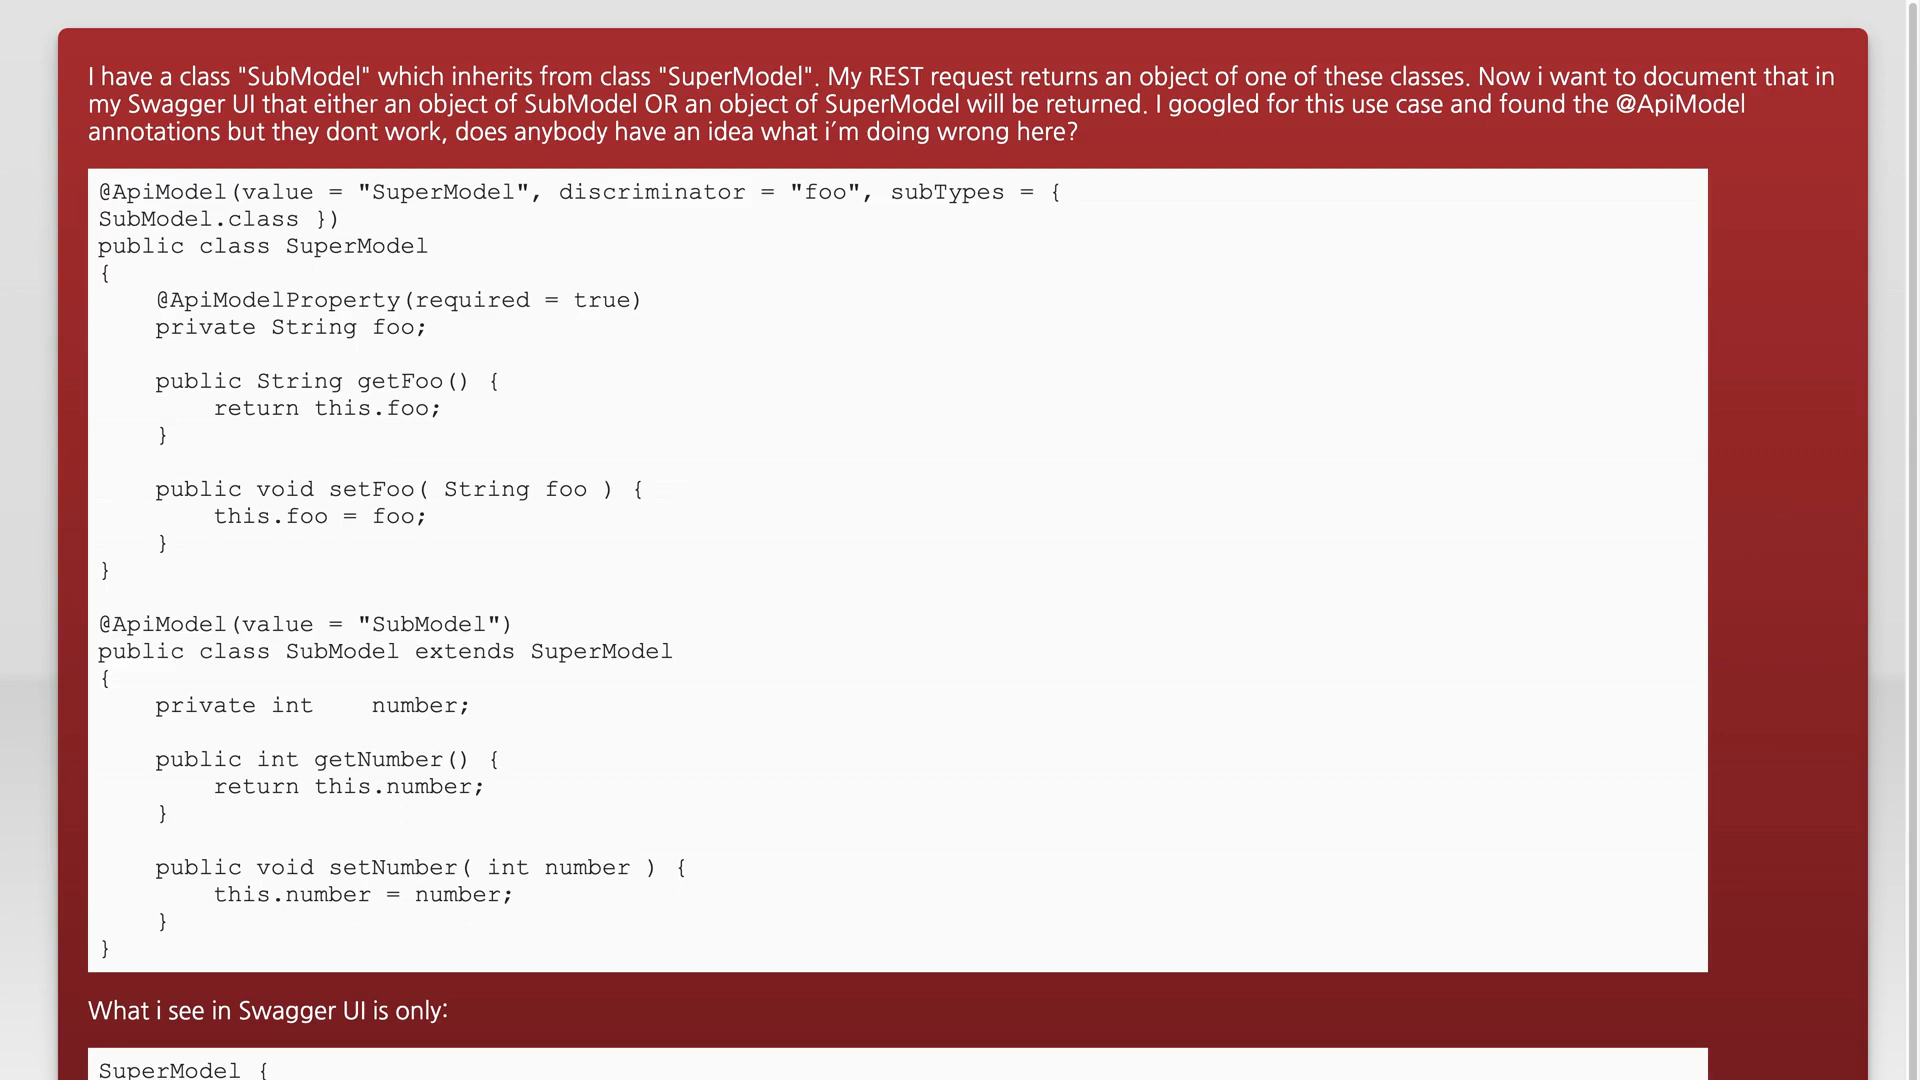 I have a class "SubModel" which inherits from class "SuperModel". My REST request returns an object of one of these classes. Now i want to document that in
my Swagger UI that either an object of SubModel OR an object of SuperModel will be returned. I googled for this use case and found the @ApiModel
annotations but they dont work, does anybody have an idea what i´m doing wrong here?
@ApiModel(value = "SuperModel", discriminator = "foo", subTypes = {
SubModel.class })
public class SuperModel
{
    @ApiModelProperty(required = true)
    private String foo;
    public String getFoo() {
        return this.foo;
    }
    public void setFoo( String foo ) {
        this.foo = foo;
    }
}
@ApiModel(value = "SubModel")
public class SubModel extends SuperModel
{
    private int    number;
    public int getNumber() {
        return this.number;
    }
    public void setNumber( int number ) {
        this.number = number;
    }
}
What i see in Swagger UI is only:
SuperModel {